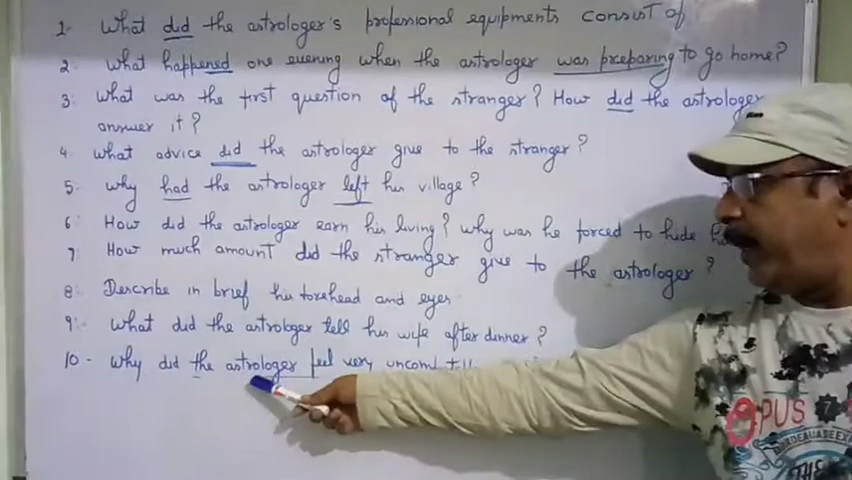 1. What did the astrologer's professional equipments consist of
2. What happened one evening when the astrologer was preparing to go home?
3. What was the first question of the stranger? How did the astrologer
answer it?
4. What advice did the astrologer give to the stranger?
5. why had the astrologer left his village?
6. How did the astrologer earn his living? why was he forced to hide
7. How much amount did the stranger give to the astrologer?
8. Describe in brief his forehead and eyes
9.- What did the astrologer tell his wife after dinner?
10 - Why did the astrologer feel very
OPUS 7
THE